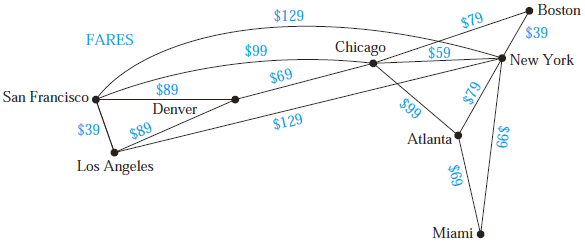 $129
$79
Boston
FARES
$39
$99
Chicago
$59
New York
$69
San Francisco
$89
Denver
$79
$99
$39
$89
$129
Atlanta
$69
Los Angeles
$69
Miami